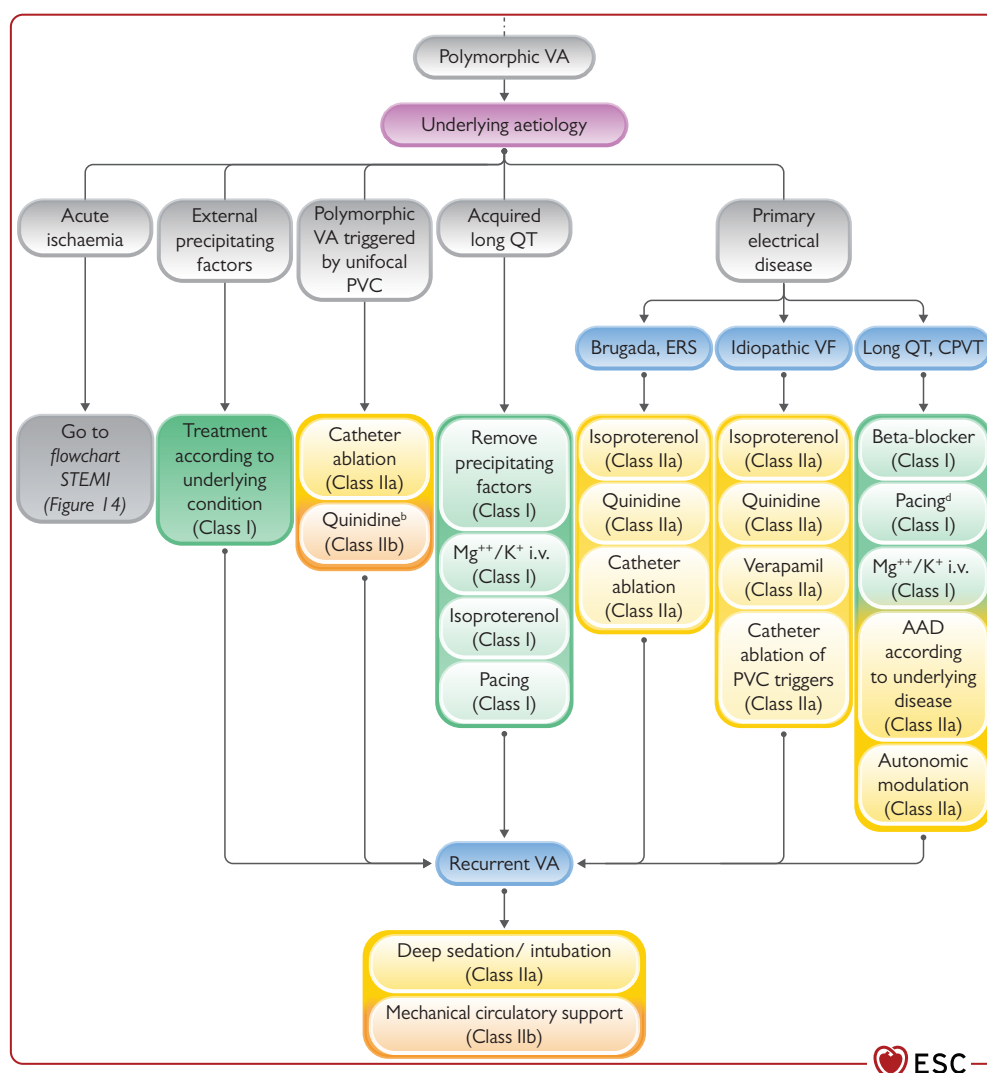 Polymorphic VA
Underlying aetiology
Acute
ischaemia
External
precipitating
factors
Polymorphic
VA triggered
by unifocal
PVC
Acquired
long QT
Primary
electrical
disease
Brugada, ERS
Idiopathic VF
Long QT, CPVT
Go to
flowchart
STEMI
(Figure 14)
Treatment
according to
underlying
condition
(Class I)
Catheter
ablation
(Class IIa)
Quinidineᵇ
(Class IIb)
Remove
precipitating
factors
(Class I)
Mg⁺⁺/K⁺ i.v.
(Class I)
Isoproterenol
(Class I)
Pacing
(Class I)
Isoproterenol
(Class IIa)
Quinidine
(Class IIa)
Catheter
ablation
(Class IIa)
Isoproterenol
(Class IIa)
Quinidine
(Class IIa)
Verapamil
(Class IIa)
Catheter
ablation of
PVC triggers
(Class IIa)
Beta-blocker
(Class I)
Pacingᵈ
(Class I)
Mg⁺⁺/K⁺ i.v.
(Class I)
AAD
according
to underlying
disease
(Class IIa)
Autonomic
modulation
(Class IIa)
Recurrent VA
Deep sedation/ intubation
(Class IIa)
Mechanical circulatory support
(Class IIb)
ESC